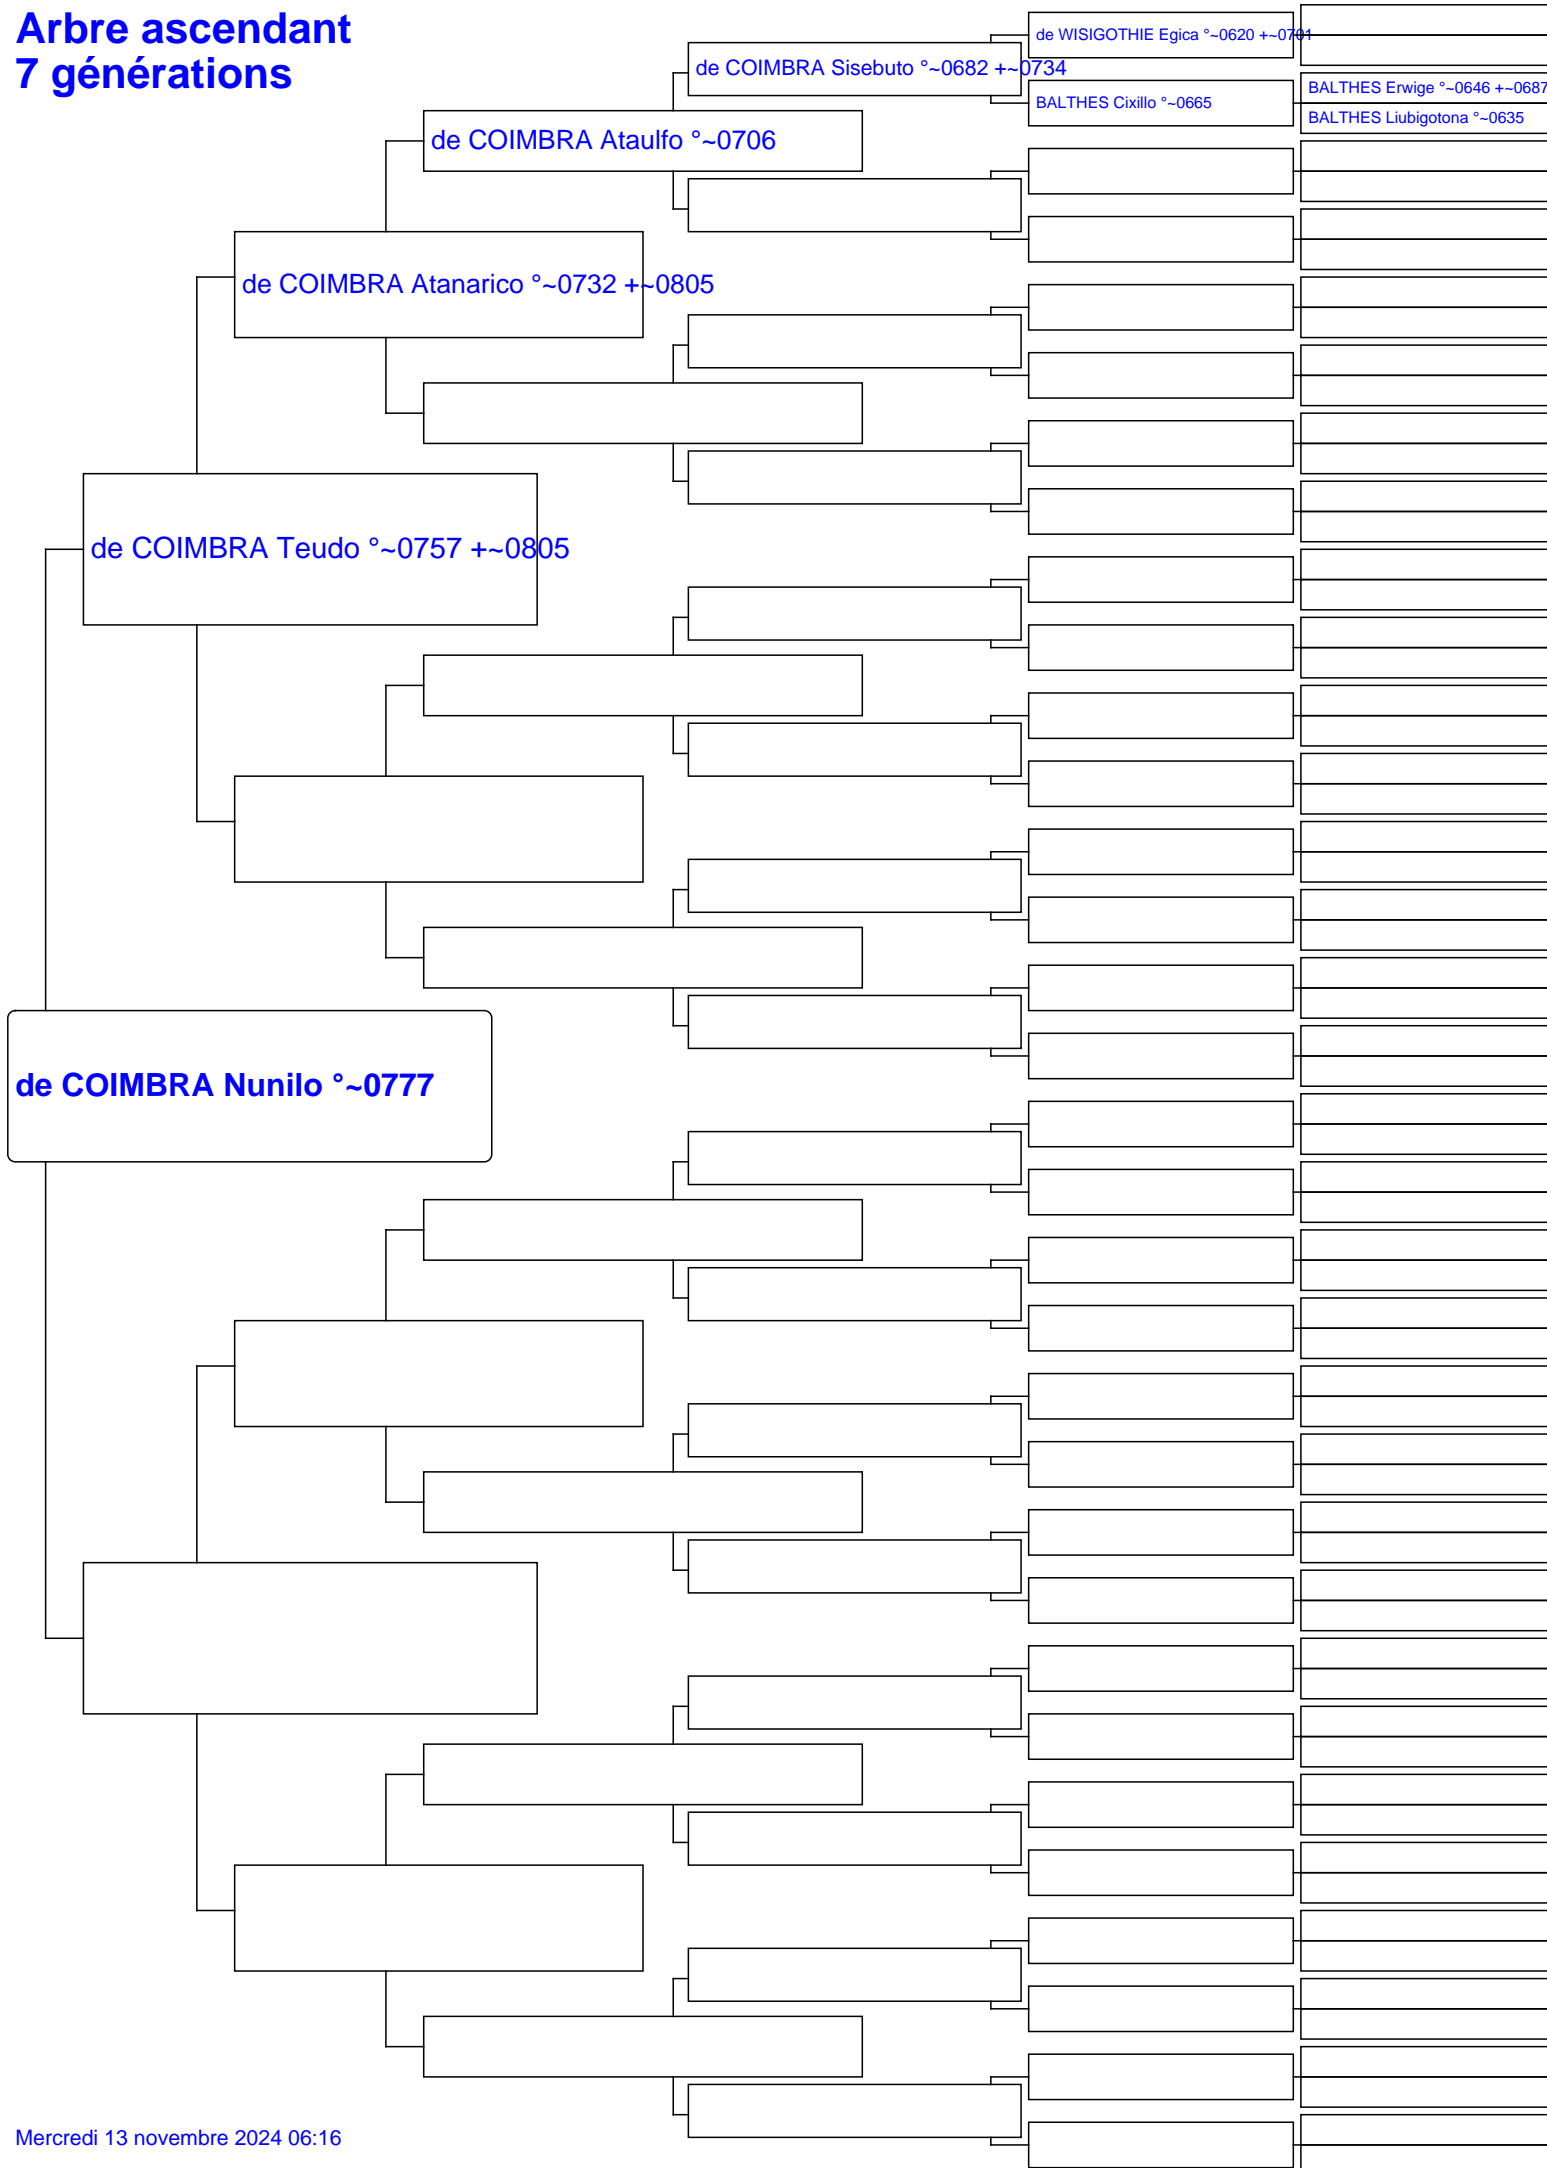 Arbre ascendant
7 générations
de WISIGOTHIE Egica °~0620 +~0701
de COIMBRA Sisebuto °~0682 +~0734
BALTHES Erwige °~0646 +~0687
BALTHES Cixillo °~0665
BALTHES Liubigotona °~0635
de COIMBRA Ataulfo °~0706
de COIMBRA Atanarico °~0732 +~0805
de COIMBRA Teudo °~0757 +~0805
de COIMBRA Nunilo °~0777
Mercredi 13 novembre 2024 06:16